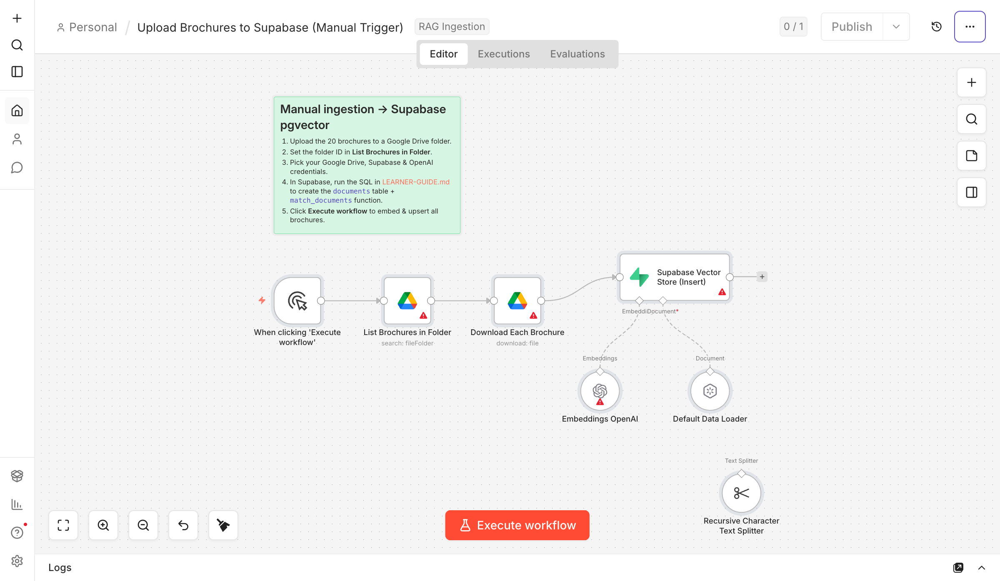 Personal / Upload Brochures to Supabase (Manual Trigger)
RAG Ingestion
0 / 1
Publish
Editor
Executions
Evaluations
Manual ingestion → Supabase
pgvector
1. Upload the 20 brochures to a Google Drive folder.
2. Set the folder ID in List Brochures in Folder.
3. Pick your Google Drive, Supabase & OpenAI
credentials.
4. In Supabase, run the SQL in LEARNER-GUIDE.md
to create the documents table +
match_documents function.
5. Click Execute workflow to embed & upsert all
brochures.
Supabase Vector
Store (Insert)
Embeddi
Document*
When clicking 'Execute
workflow'
List Brochures in Folder
search: fileFolder
Download Each Brochure
download: file
Embeddings
Document
Embeddings OpenAI
Default Data Loader
Text Splitter
Recursive Character
Text Splitter
Execute workflow
Logs